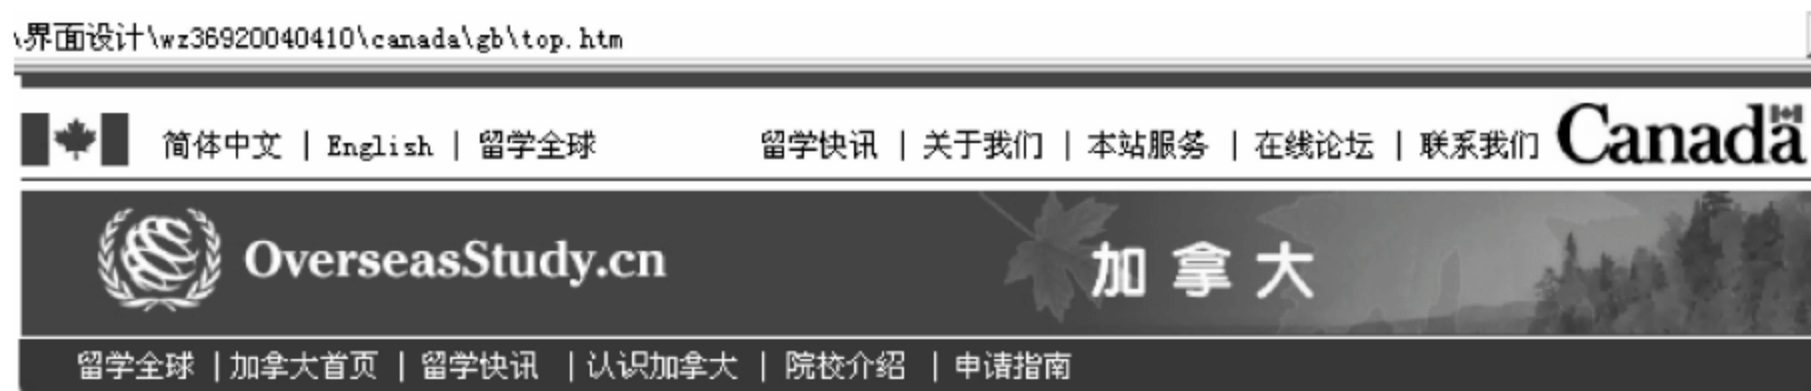 \界面设计\wz36920040410\canada\gb\top.htm
简体中文 | English | 留学全球 留学快讯 | 关于我们 | 本站服务 | 在线论坛 | 联系我们 Canada
OverseasStudy.cn 加拿大
留学全球 | 加拿大首页 | 留学快讯 | 认识加拿大 | 院校介绍 | 申请指南